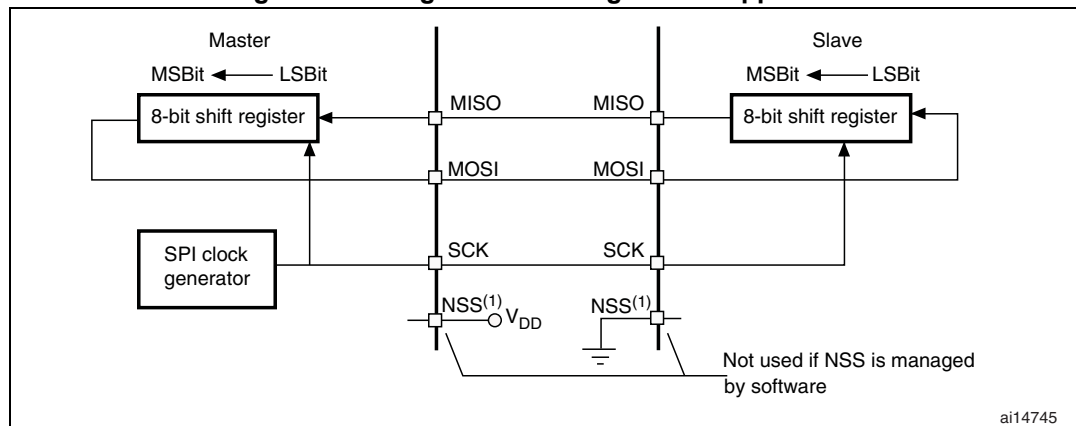 Master
MSBit LSBit
8-bit shift register
SPI clock
generator
MISO
MOSI
SCK
NSS(1)
VDD
MISO
MOSI
SCK
NSS(1)
Slave
MSBit LSBit
8-bit shift register
Not used if NSS is managed
by software
ai14745